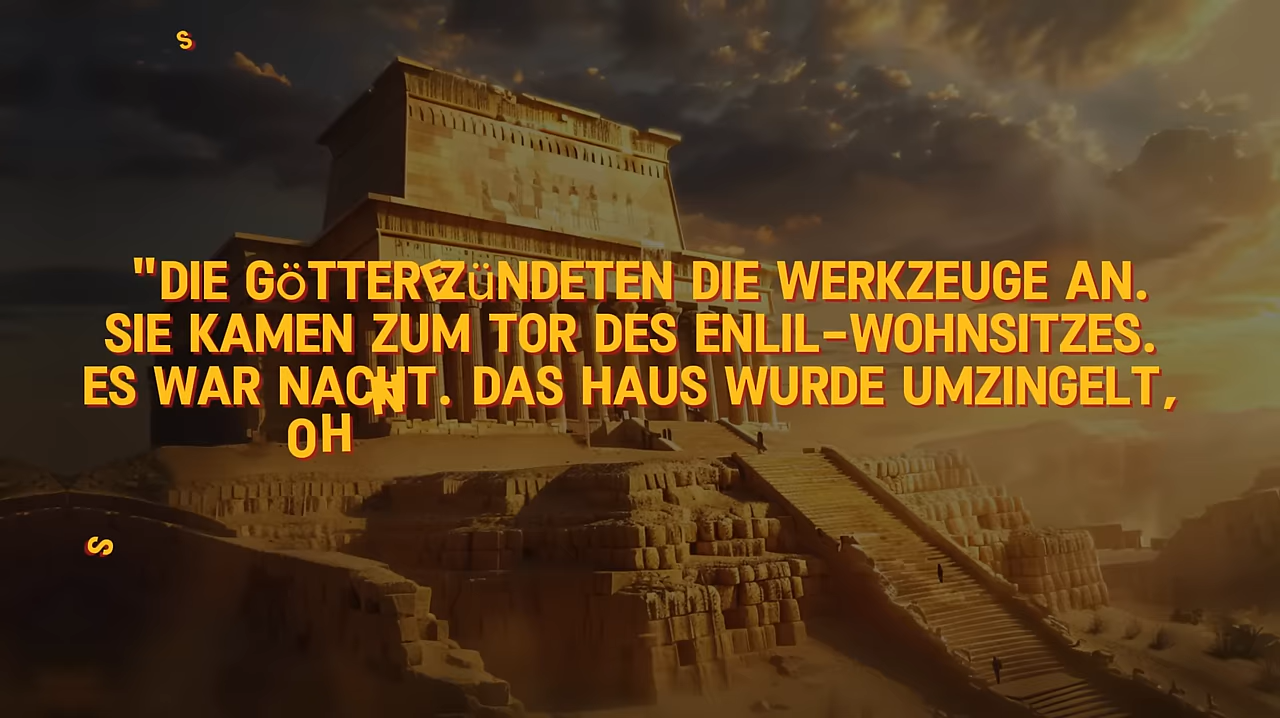 "DIE GÖTTER ZÜNDETEN DIE WERKZEUGE AN.
SIE KAMEN ZUM TOR DES ENLIL-WOHNSITZES.
ES WAR NACHT. DAS HAUS WURDE UMZINGELT,